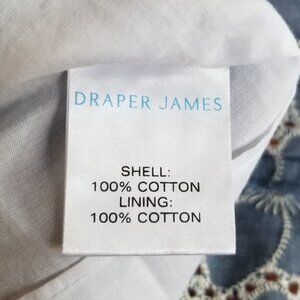 DRAPER JAMES
SHELL:
100% COTTON
LINING:
100% COTTON